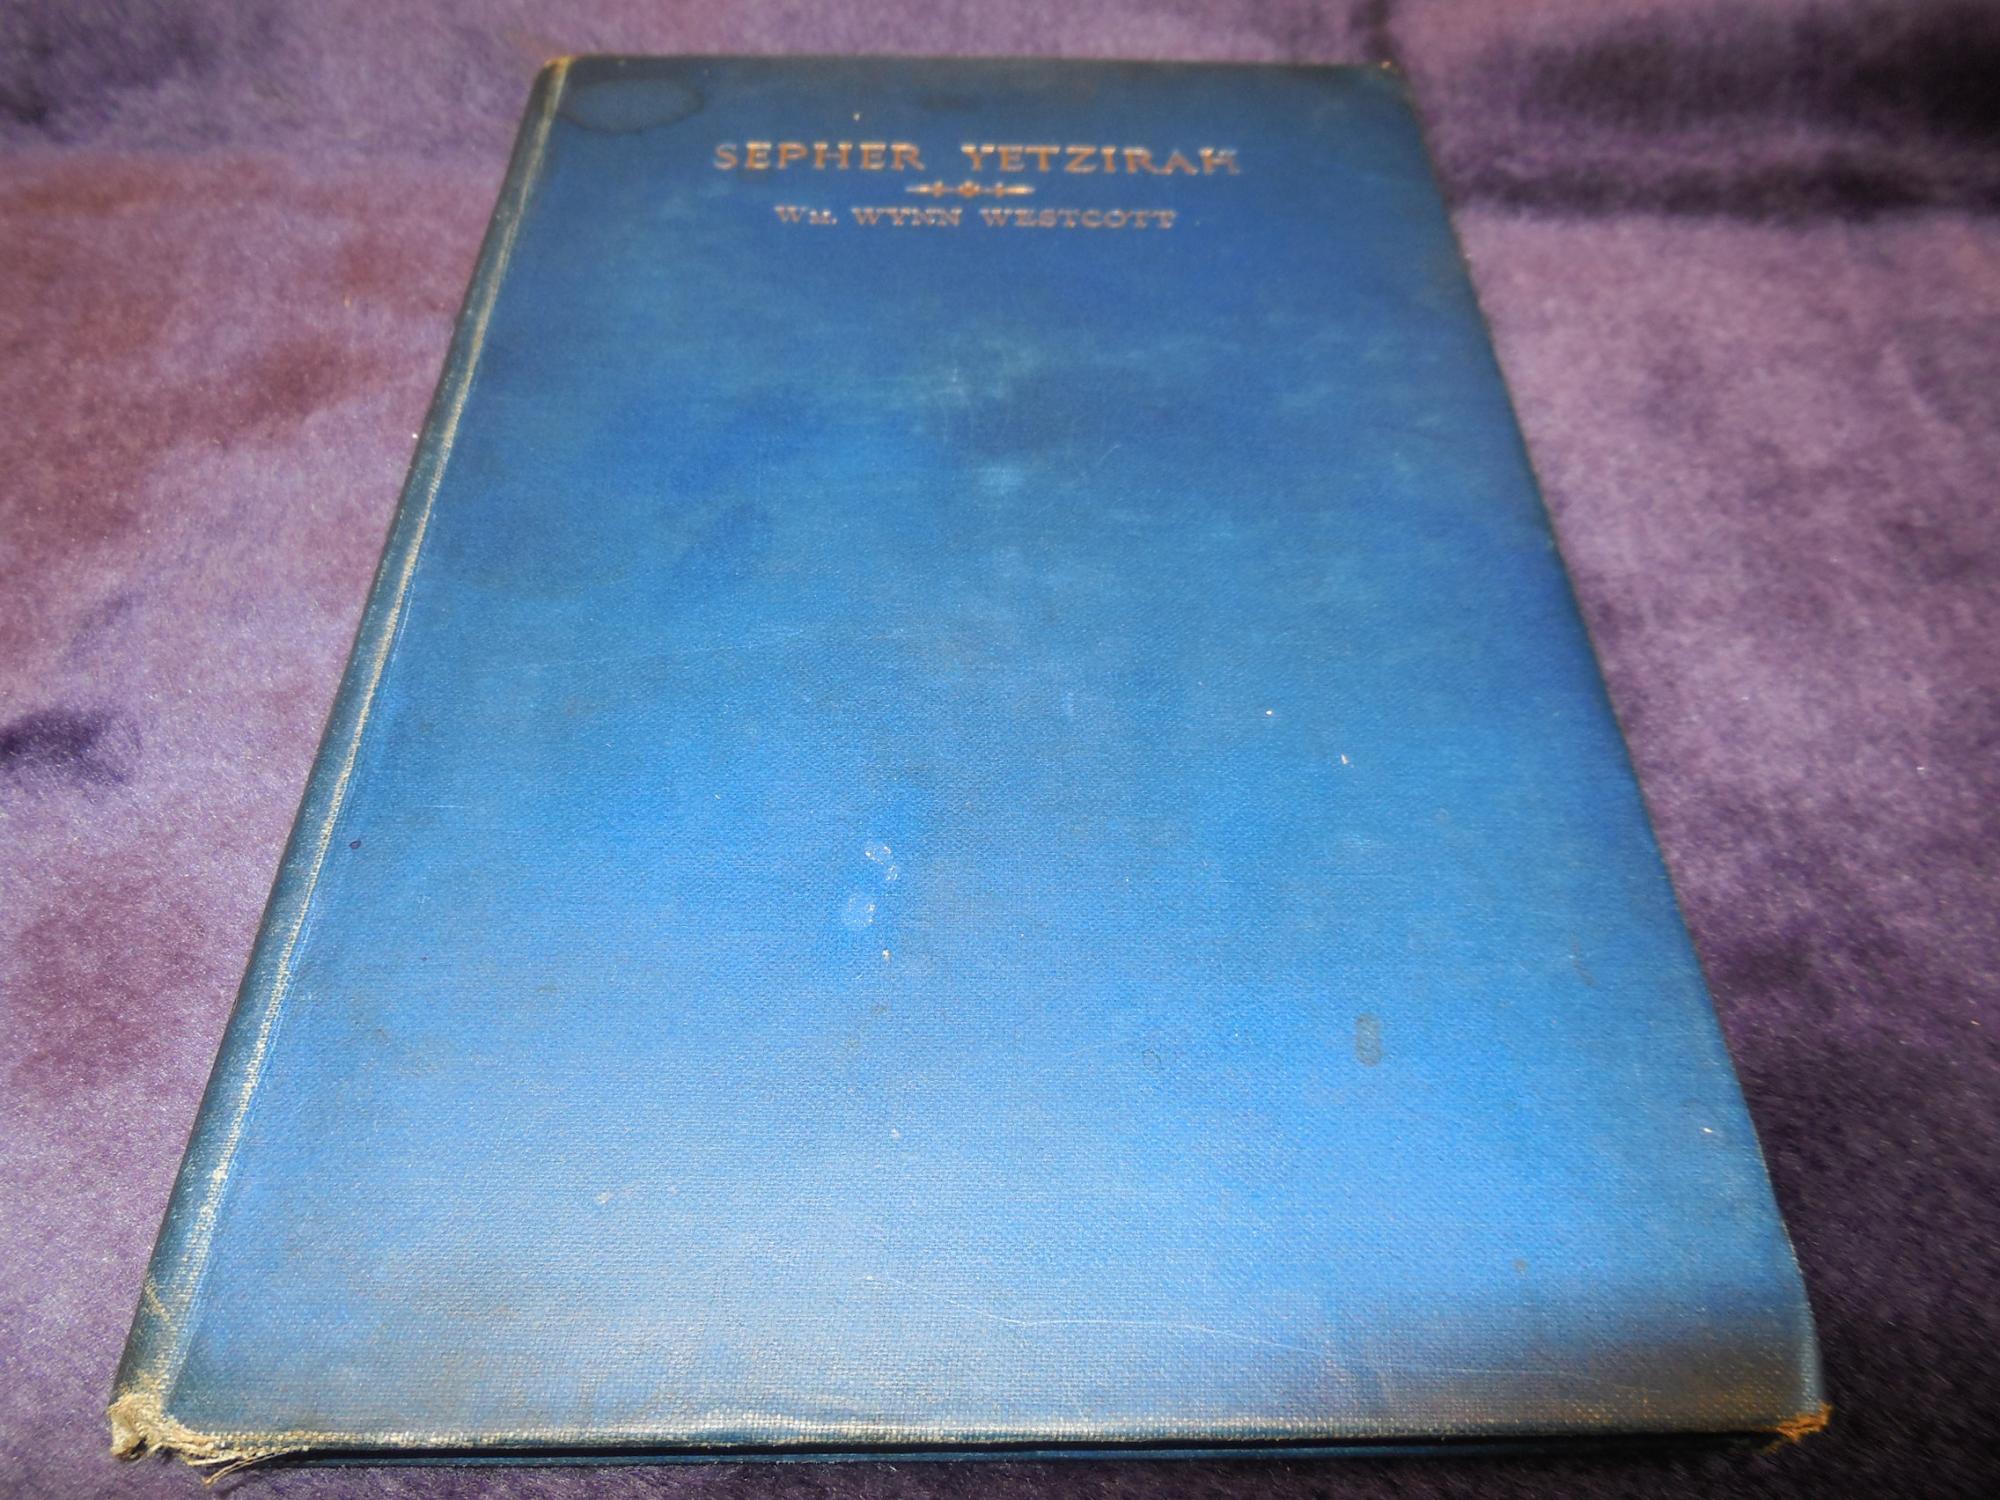 SEPHER YETZIRAH
WM. WYNN WESTCOTT